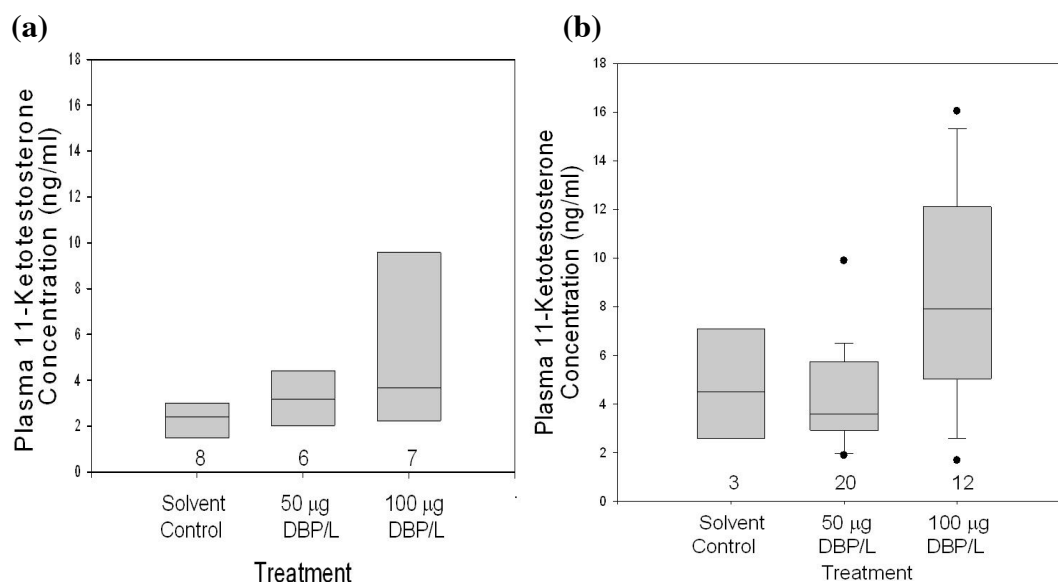 (a)
Plasma 11-Ketotestosterone
Concentration (ng/ml)
18
16
14
12
10
8
6
4
2
0
8
6
7
Solvent
Control
50 µg
DBP/L
100 µg
DBP/L
Treatment
(b)
Plasma 11-Ketotestosterone
Concentration (ng/ml)
18
16
14
12
10
8
6
4
2
0
3
20
12
Solvent
Control
50 µg
DBP/L
100 µg
DBP/L
Treatment